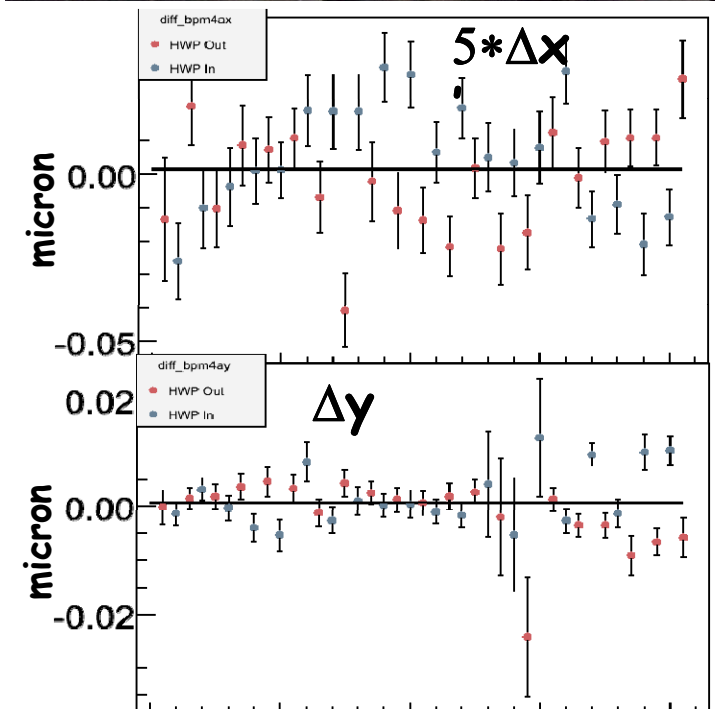 diff_bpm4ax
HWP Out
HWP In
5*Δx
micron
0.00
-0.05
diff_bpm4ay
HWP Out
HWP In
Δy
micron
0.02
0.00
-0.02